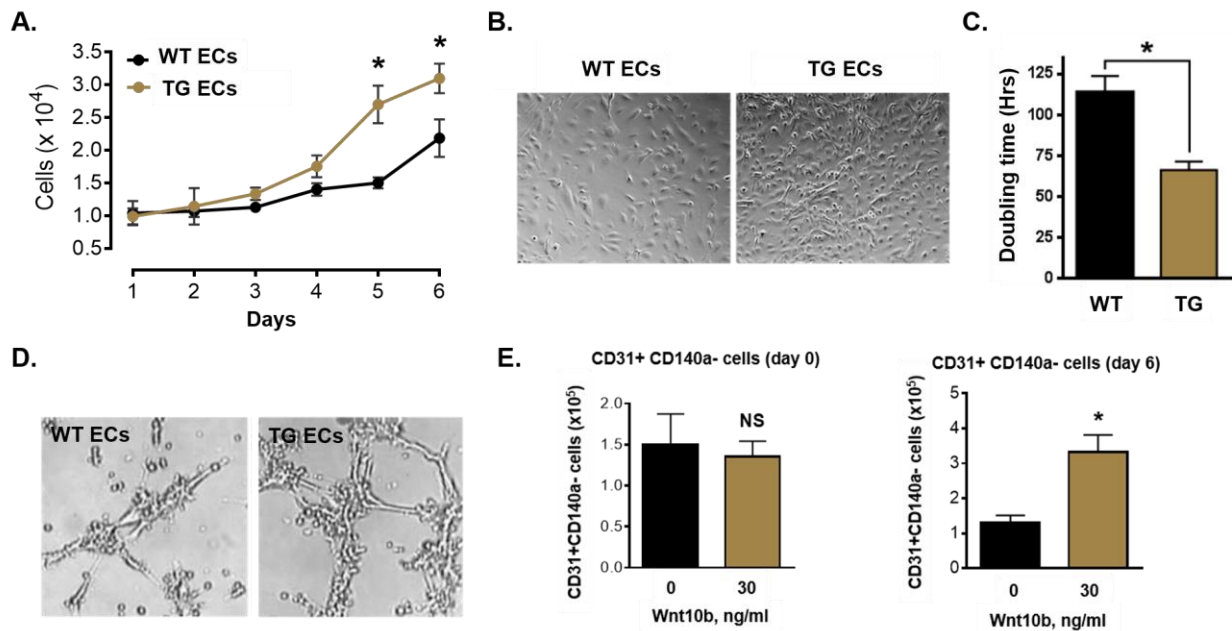 A.
Cells (x 10⁴)
3.5
3.0
2.5
2.0
1.5
1.0
0.5
WT ECs
TG ECs
*
*
1 2 3 4 5 6
Days
B.
WT ECs TG ECs
C.
Doubling time (Hrs)
125
100
75
50
25
0
*
WT TG
D.
WT ECs TG ECs
E.
CD31+ CD140a- cells (day 0)
CD31+CD140a- cells (x10⁵)
2.0
1.5
1.0
0.5
0.0
NS
0 30
Wnt10b, ng/ml
CD31+ CD140a- cells (day 6)
CD31+CD140a- cells (x10⁵)
5
4
3
2
1
0
*
0 30
Wnt10b, ng/ml